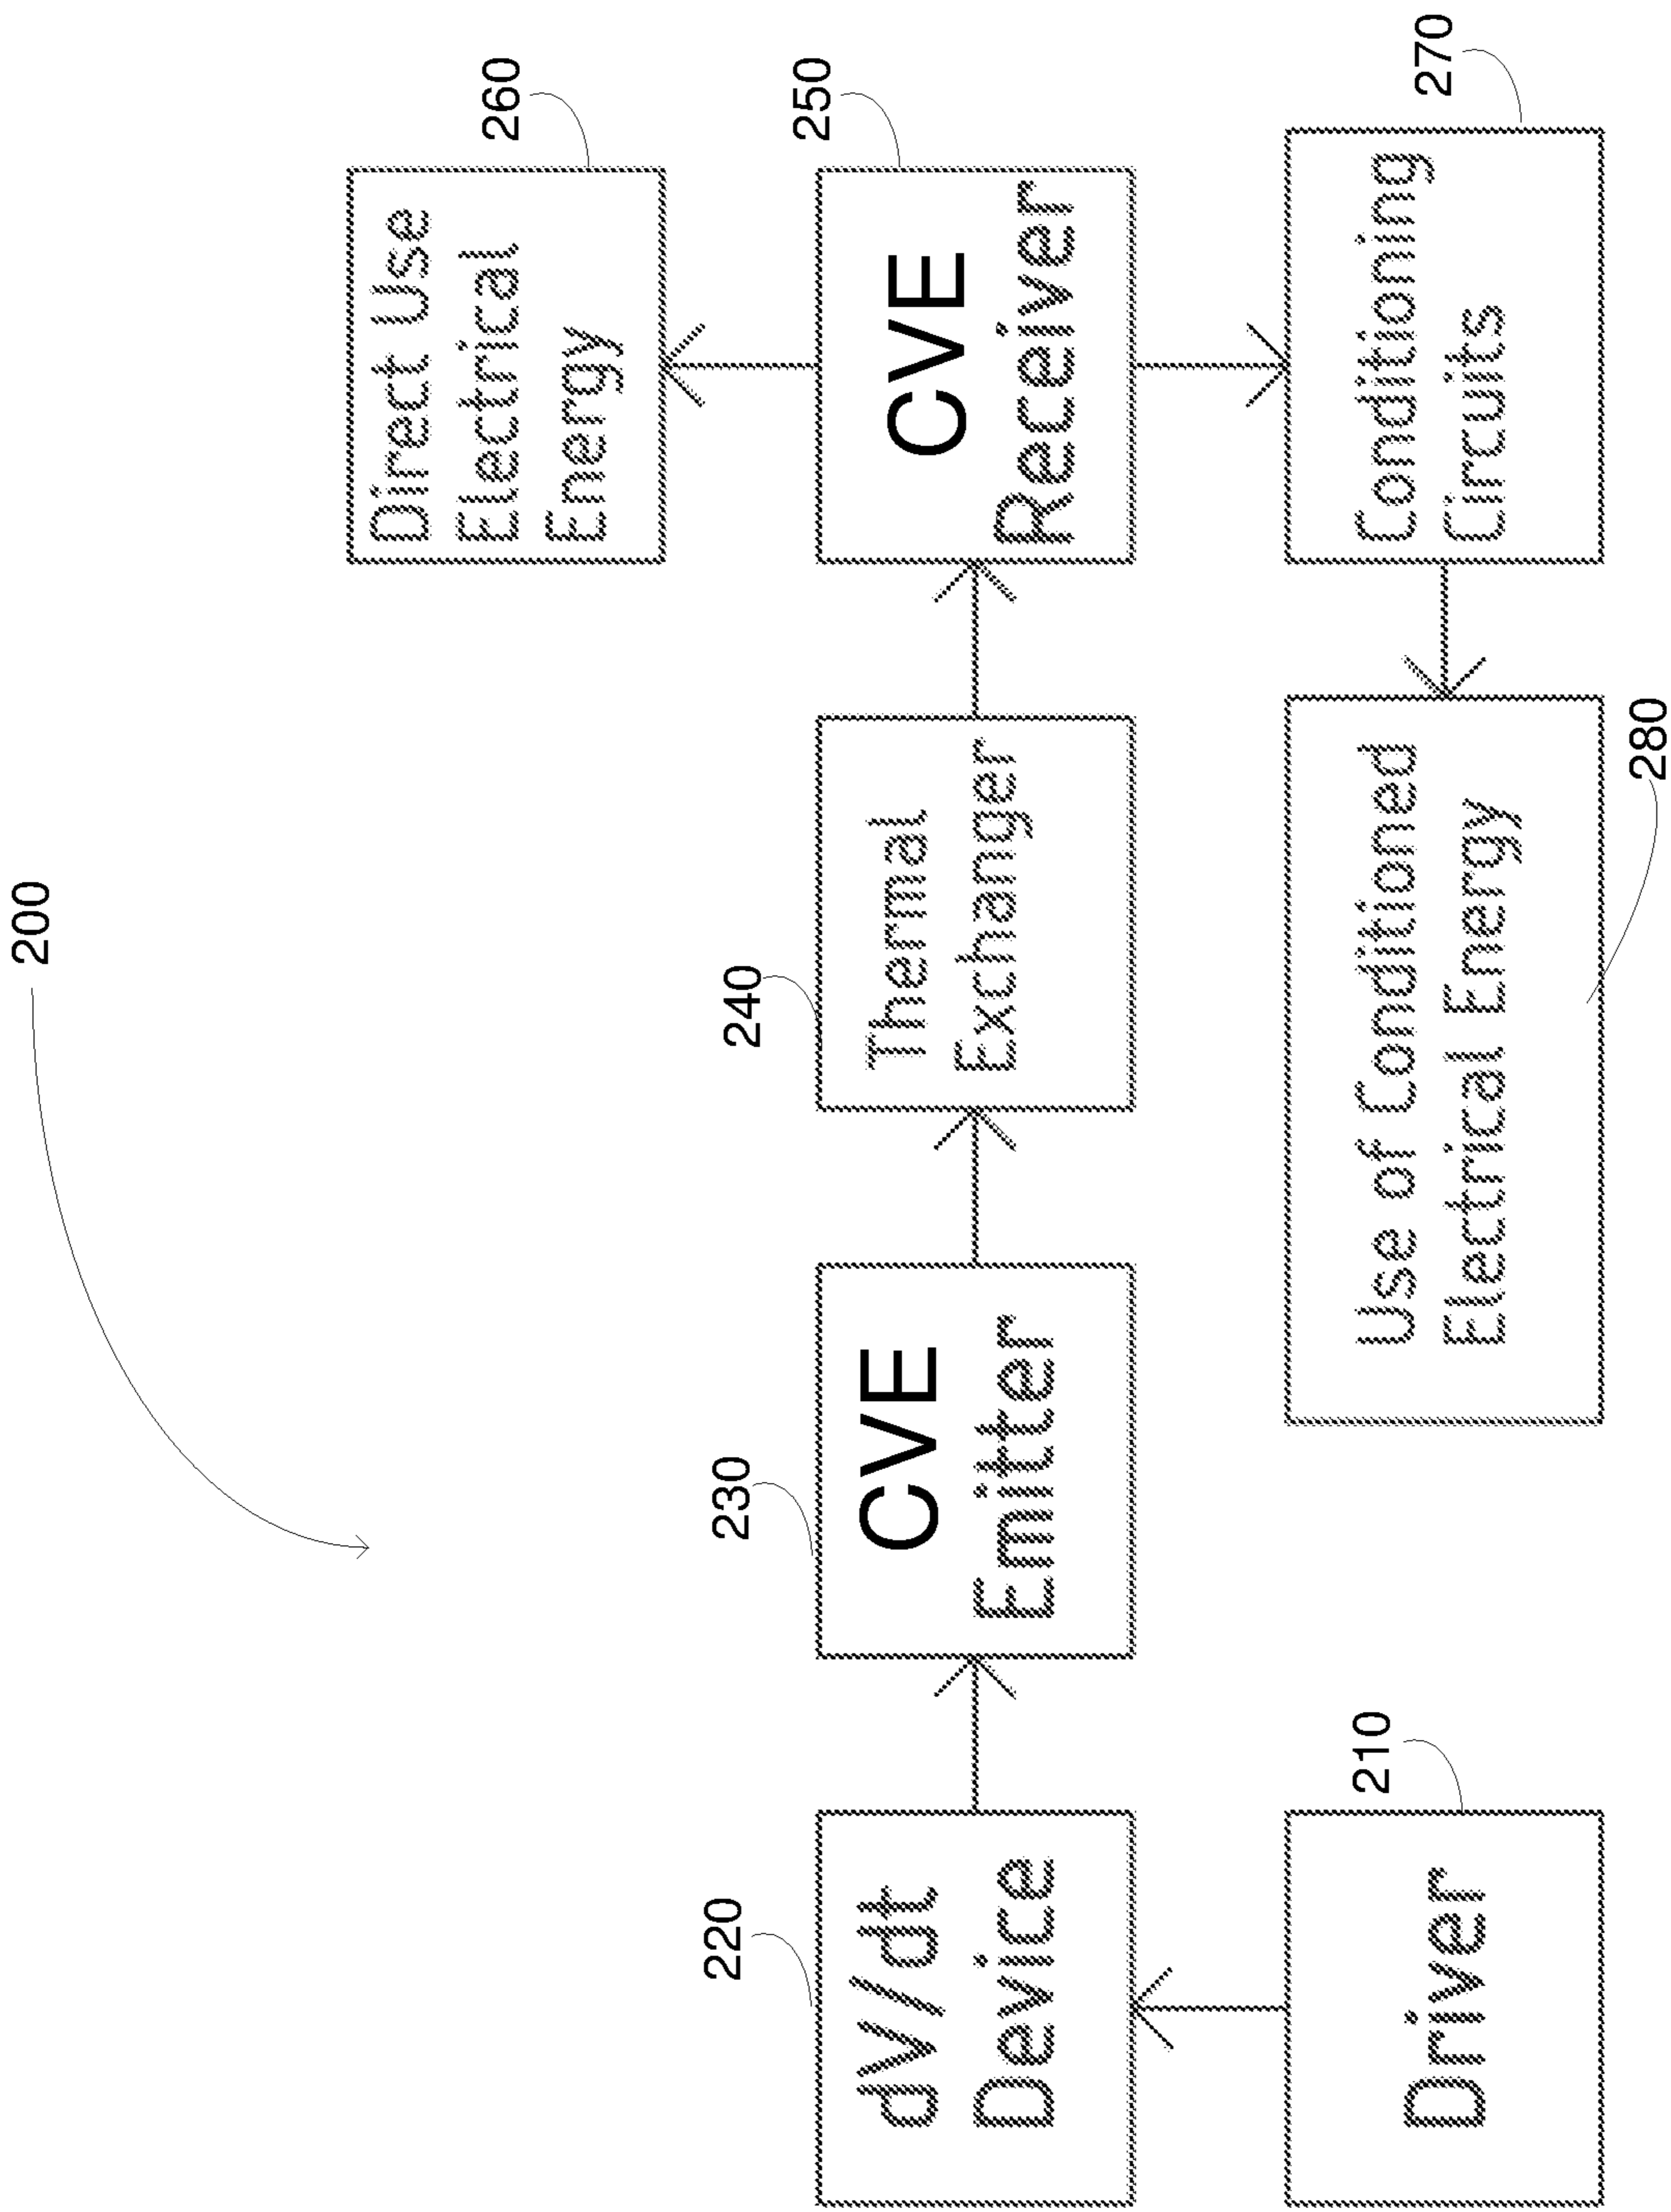 200
260
Direct Use
Electrical
Energy
220
dV/dt
Device
230
CVE
Emitter
240
Thermal
Exchanger
250
CVE
Receiver
210
Driver
280
Use of Conditioned
Electrical Energy
270
Conditioning
Circuits